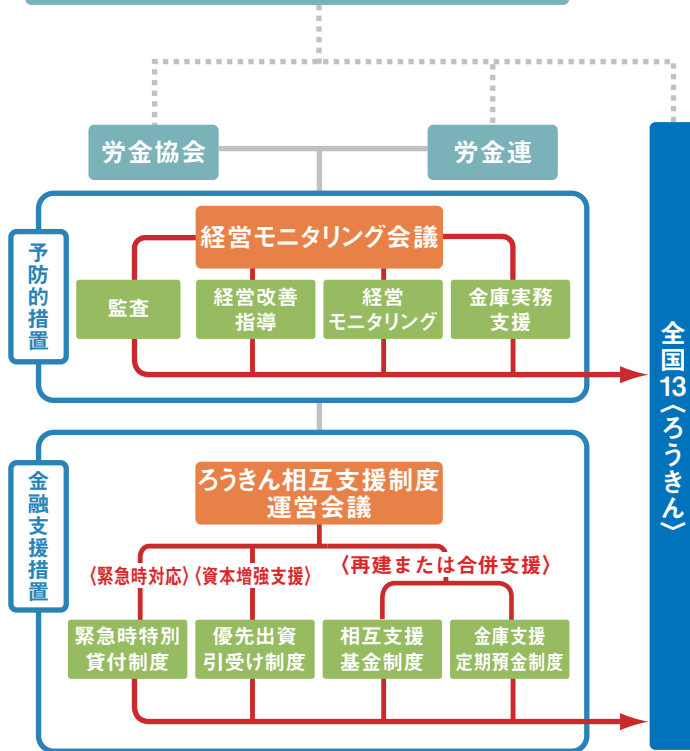 労金協会
労金連
予防的措置
経営モニタリング会議
監査
経営改善
指導
経営
モニタリング
金庫実務
支援
全国13〈ろうきん〉
金融支援措置
ろうきん相互支援制度
運営会議
〈緊急時対応〉
〈資本増強支援〉
〈再建または合併支援〉
緊急時特別
貸付制度
優先出資
引受け制度
相互支援
基金制度
金庫支援
定期預金制度